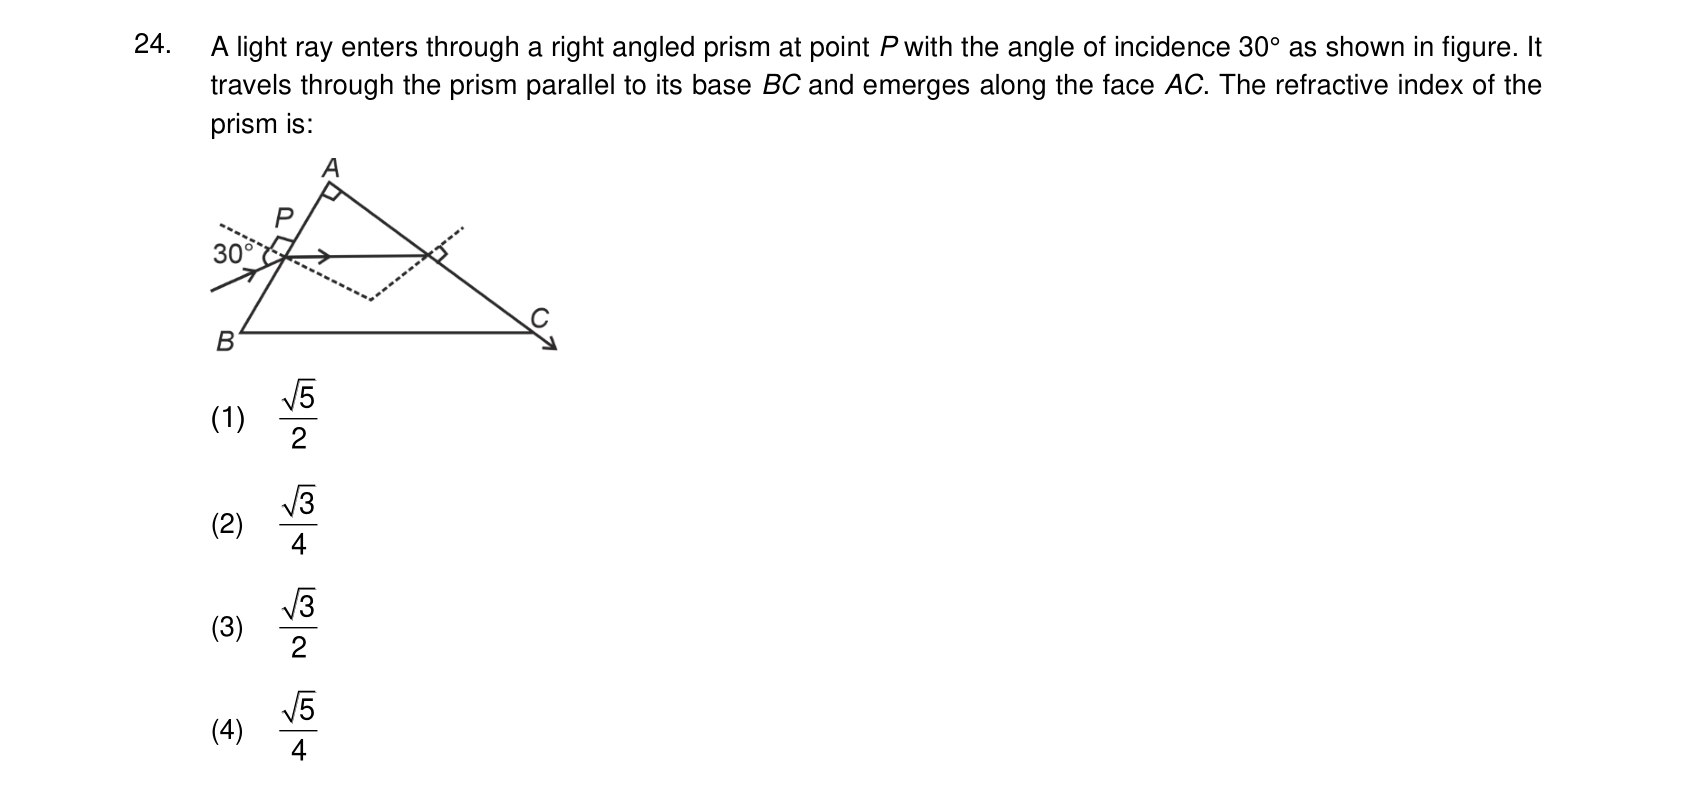 24. A light ray enters through a right angled prism at point P with the angle of incidence 30° as shown in figure. It
travels through the prism parallel to its base BC and emerges along the face AC. The refractive index of the
prism is:
A
P
30°
C
B
(1) √5/2
(2) √3/4
(3) √3/2
(4) √5/4